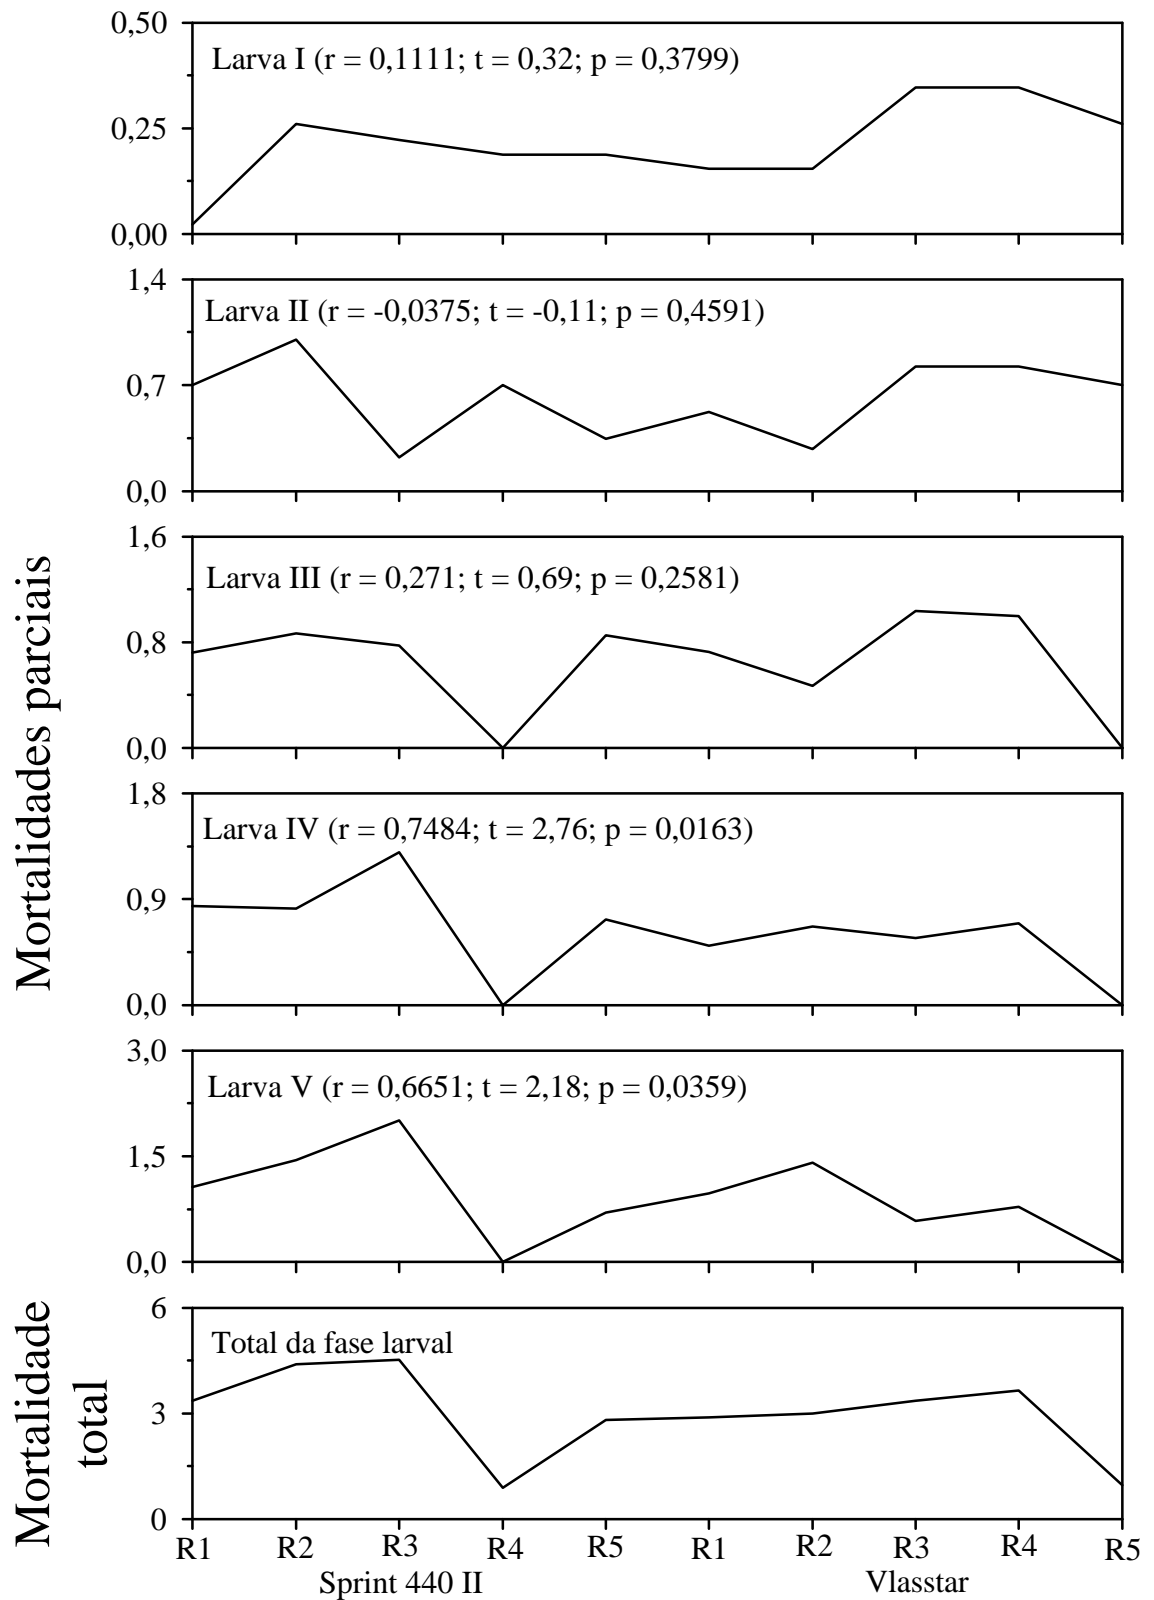 Mortalidades parciais
0,50
Larva I (r = 0,1111; t = 0,32; p = 0,3799)
0,25
0,00
1,4
Larva II (r = -0,0375; t = -0,11; p = 0,4591)
0,7
0,0
1,6
Larva III (r = 0,271; t = 0,69; p = 0,2581)
0,8
0,0
1,8
Larva IV (r = 0,7484; t = 2,76; p = 0,0163)
0,9
0,0
3,0
Larva V (r = 0,6651; t = 2,18; p = 0,0359)
1,5
0,0
Mortalidade
total
6
Total da fase larval
3
0
R1 R2 R3 R4 R5 R1 R2 R3 R4 R5
Sprint 440 II Vlasstar